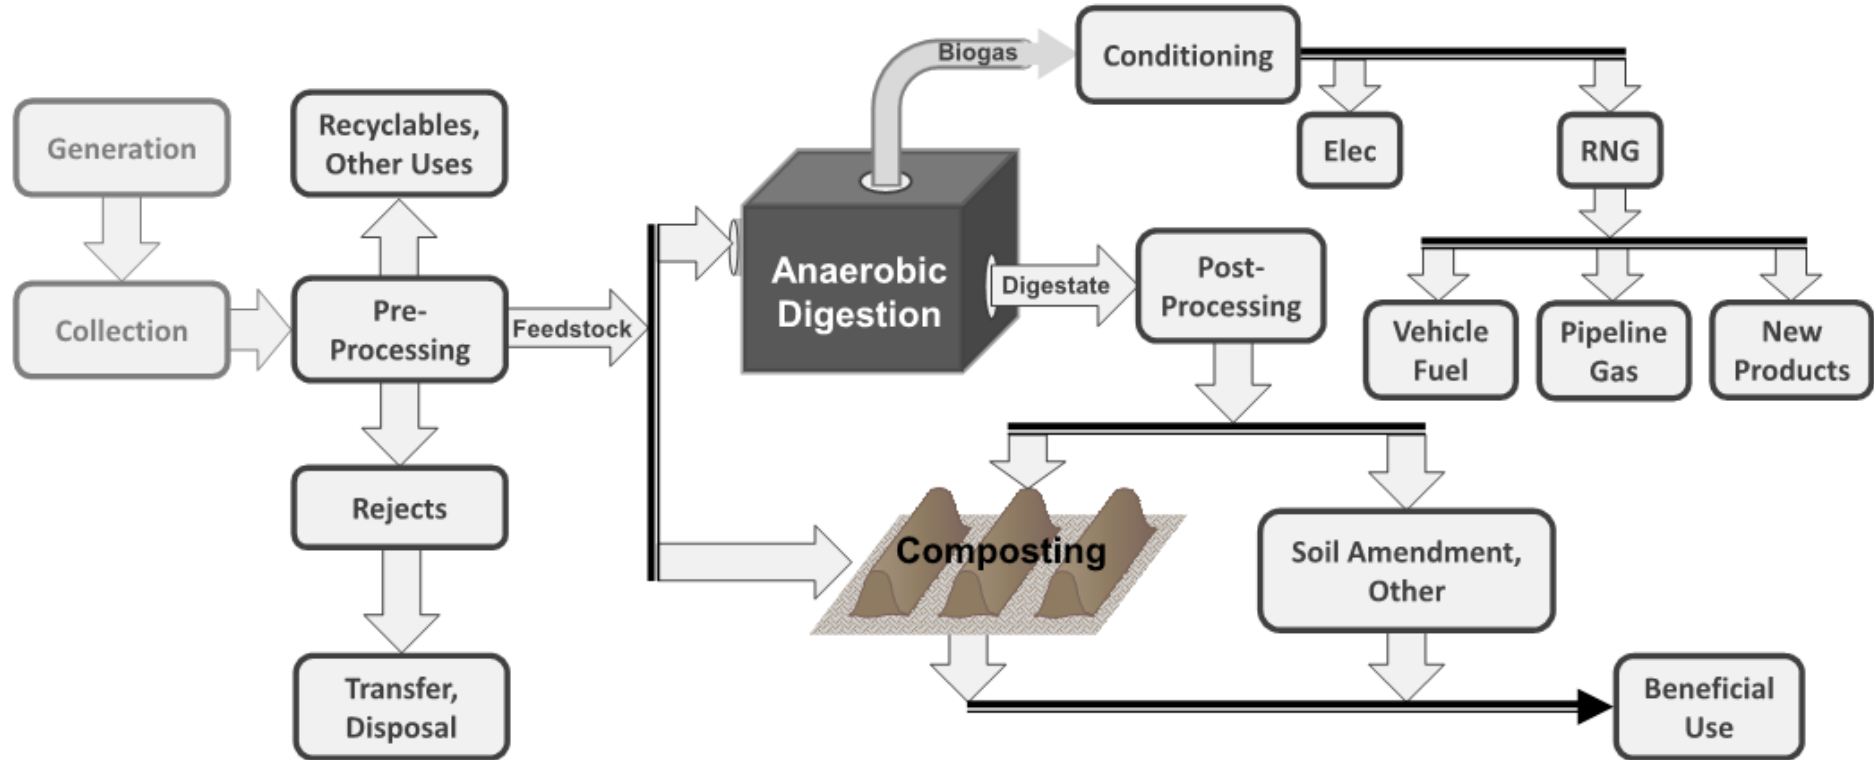 Biogas
Conditioning
Generation
Recyclables,
Other Uses
Elec
RNG
Collection
Pre-
Processing
Feedstock
Anaerobic
Digestion
Digestate
Post-
Processing
Vehicle
Fuel
Pipeline
Gas
New
Products
Rejects
Composting
Soil Amendment,
Other
Transfer,
Disposal
Beneficial
Use